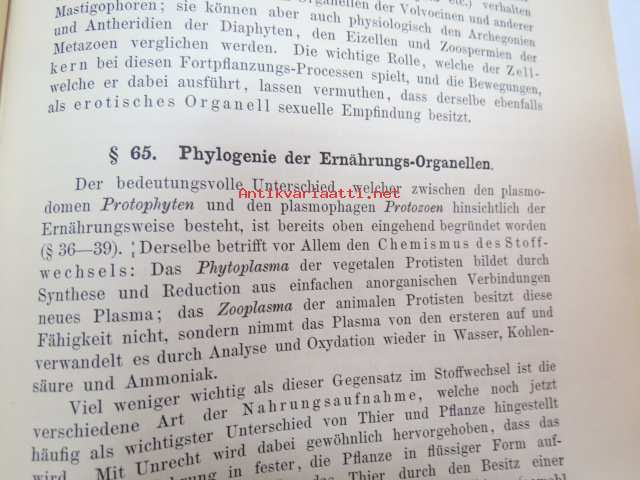 Organellen der Volvocinen und anderer
Mastigophoren; sie können aber auch physiologisch den Archegonien
und Antheridien der Diaphyten, den Eizellen und Zoospermien der
Metazoen verglichen werden. Die wichtige Rolle, welche der Zell-
kern bei diesen Fortpflanzungs-Processen spielt, und die Bewegungen,
welche er dabei ausführt, lassen vermuthen, dass derselbe ebenfalls
als erotisches Organell sexuelle Empfindung besitzt.
§ 65. Phylogenie der Ernährungs-Organellen.
Der bedeutungsvolle Unterschied, welcher zwischen den plasmo-
domen Protophyten und den plasmophagen Protozoen hinsichtlich der
Ernährungsweise besteht, ist bereits oben eingehend begründet worden
(§ 36—39). Derselbe betrifft vor Allem den Chemismus des Stoff-
wechsels: Das Phytoplasma der vegetalen Protisten bildet durch
Synthese und Reduction aus einfachen anorganischen Verbindungen
neues Plasma; das Zooplasma der animalen Protisten besitzt diese
Fähigkeit nicht, sondern nimmt das Plasma von den ersteren auf und
verwandelt es durch Analyse und Oxydation wieder in Wasser, Kohlen-
säure und Ammoniak.
Viel weniger wichtig als dieser Gegensatz im Stoffwechsel ist die
verschiedene Art der Nahrungsaufnahme, welche noch jetzt
häufig als wichtigster Unterschied von Thier und Pflanze hingestellt
wird. Mit Unrecht wird dabei gewöhnlich hervorgehoben, dass das
in fester, die Pflanze in flüssiger Form auf-
das Thier durch den Besitz einer
Antikvariaatti.net